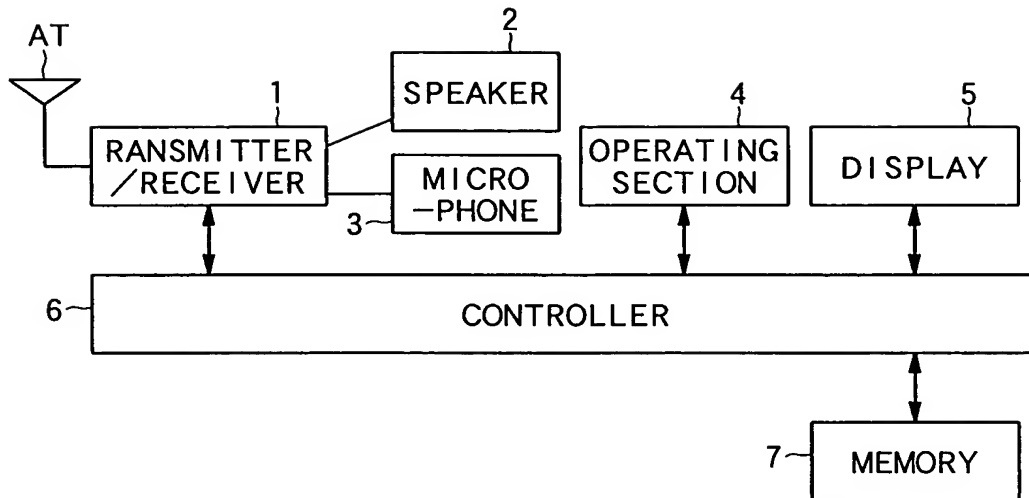 AT
2
SPEAKER
1
RANSMITTER
/RECEIVER
MICRO
-PHONE
3
4
OPERATING
SECTION
5
DISPLAY
6
CONTROLLER
7
MEMORY